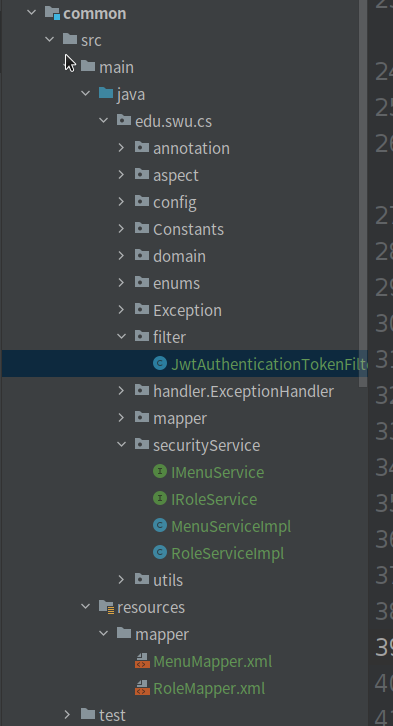 common
src
main
java
edu.swu.cs
annotation
aspect
config
Constants
domain
enums
Exception
filter
JwtAuthenticationTokenFilt
handler.ExceptionHandler
mapper
securityService
IMenuService
IRoleService
MenuServiceImpl
RoleServiceImpl
utils
resources
mapper
MenuMapper.xml
RoleMapper.xml
test
24
25
26
27
28
29
30
31
32
33
34
35
36
37
38
39
40
41